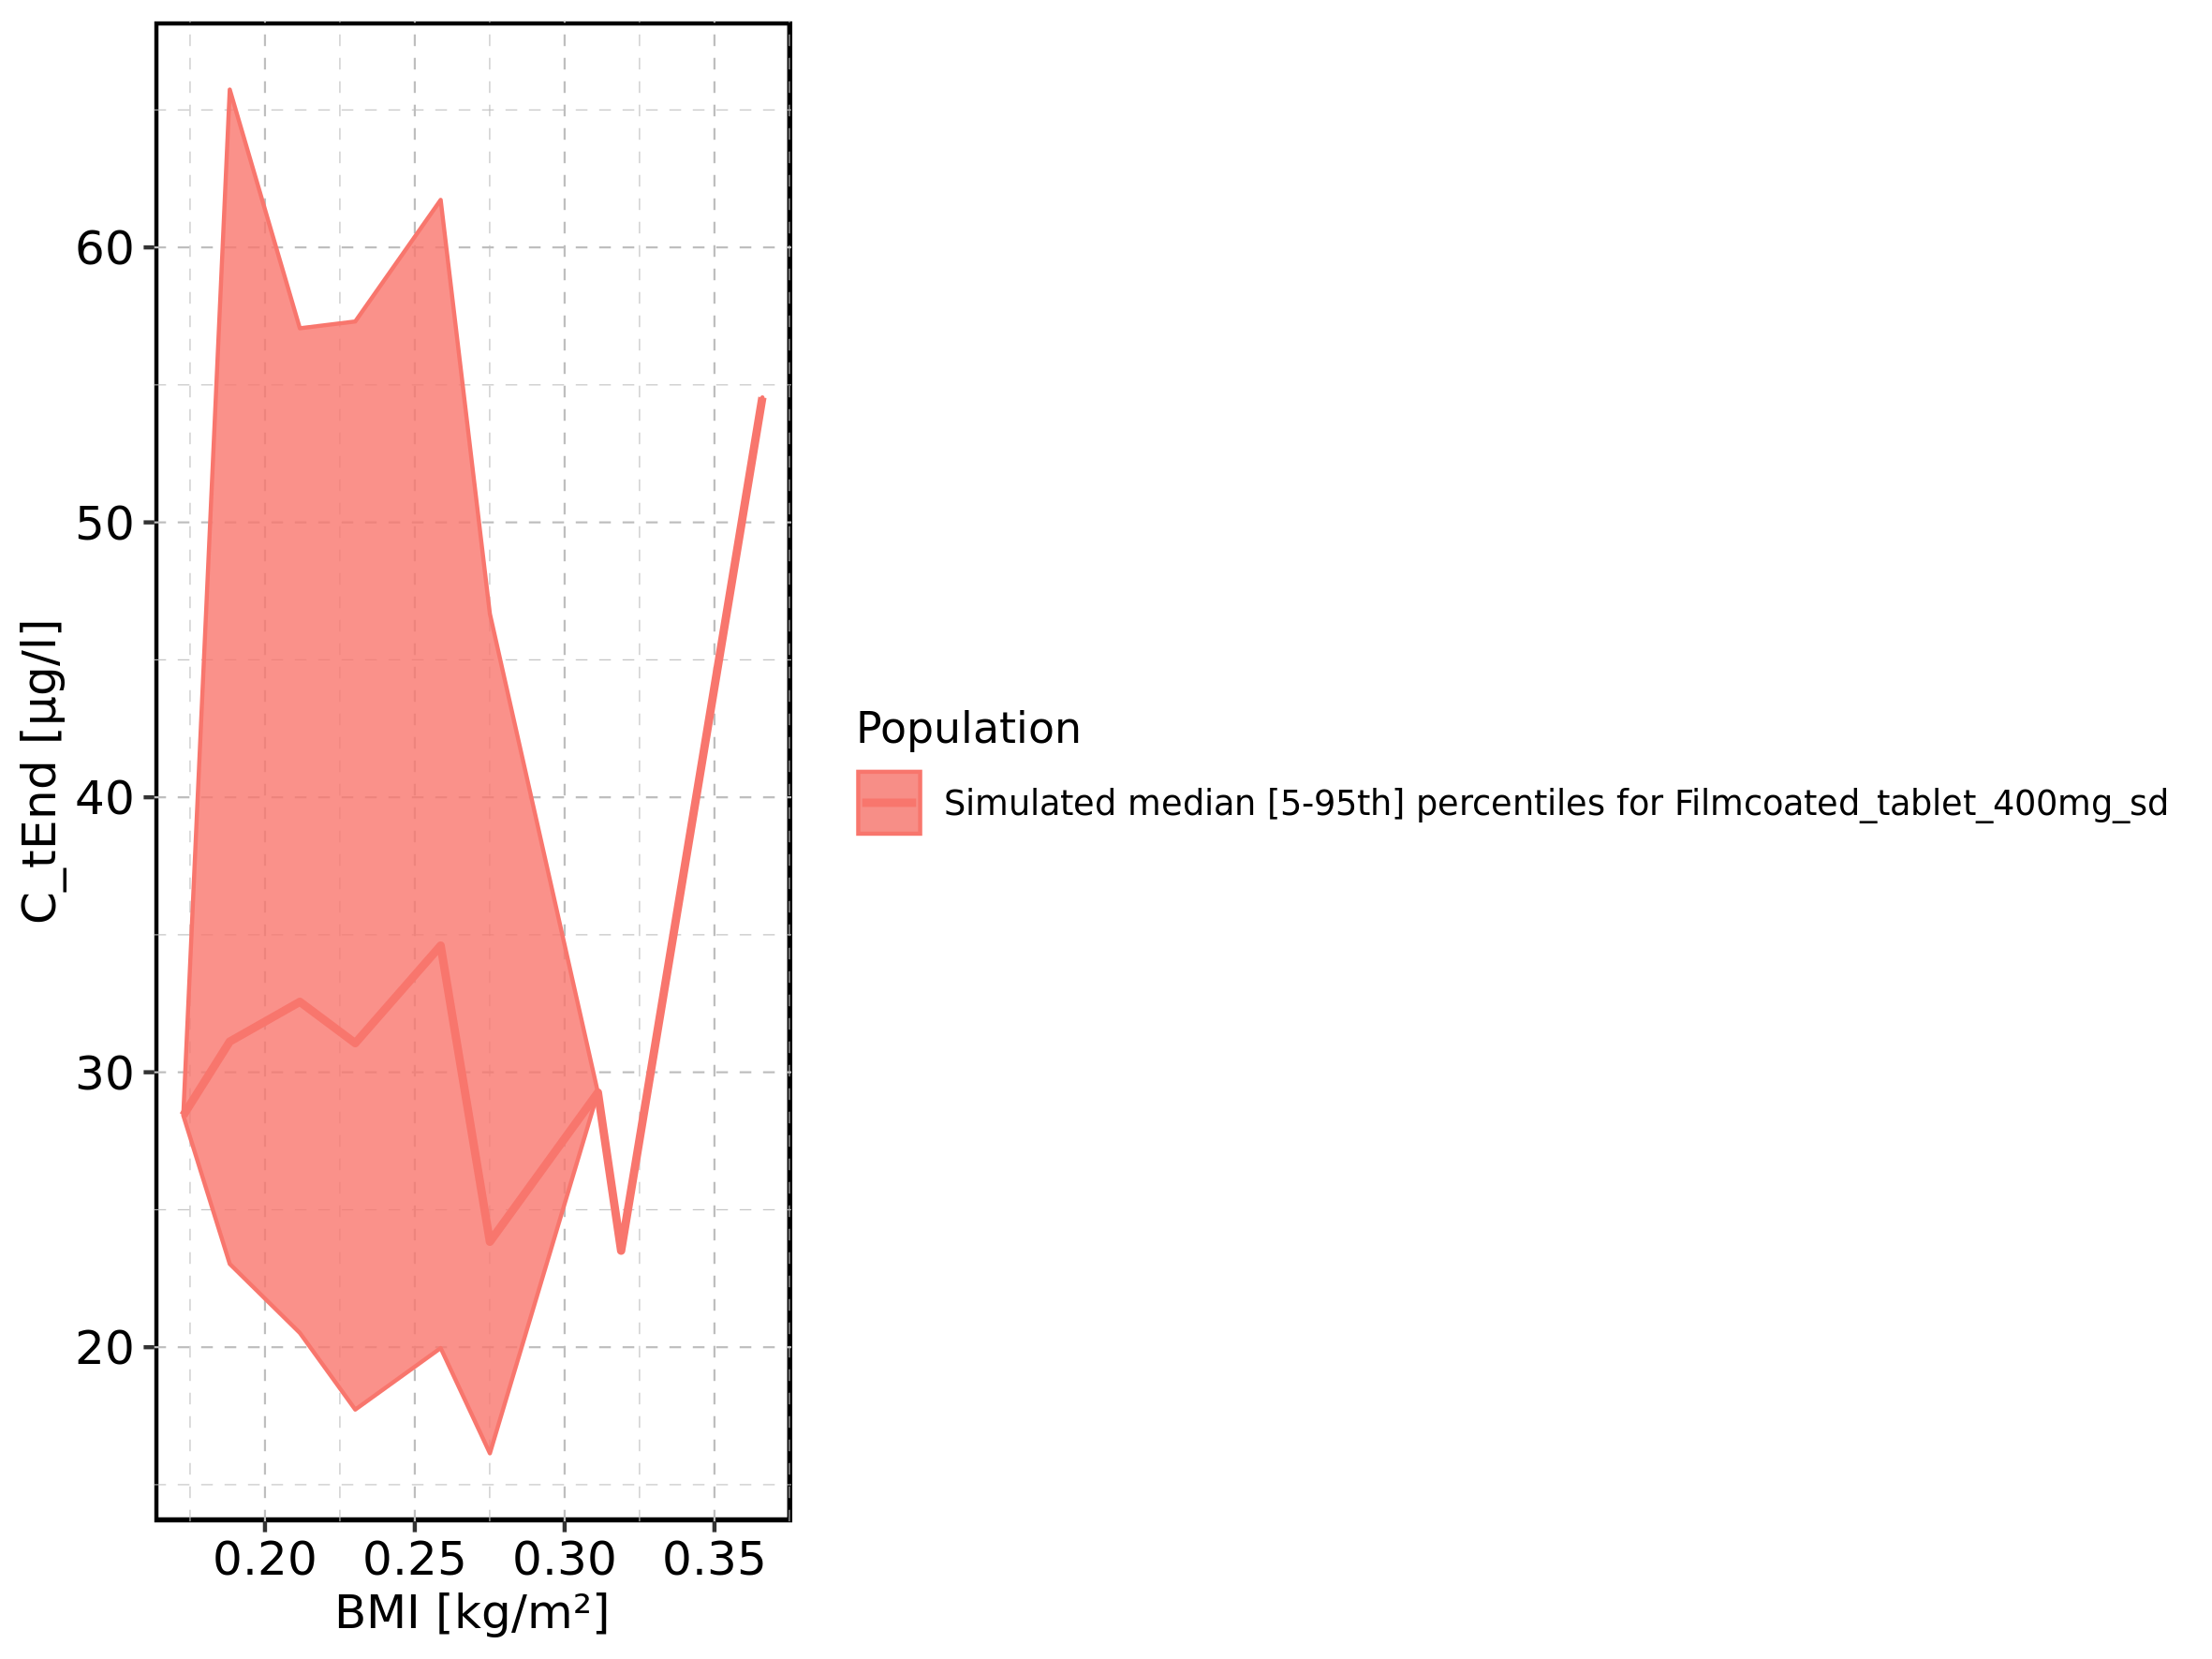 C_tEnd [µg/l]
60
50
40
30
20
0.20 0.25 0.30 0.35
BMI [kg/m²]
Population
Simulated median [5-95th] percentiles for Filmcoated_tablet_400mg_sd